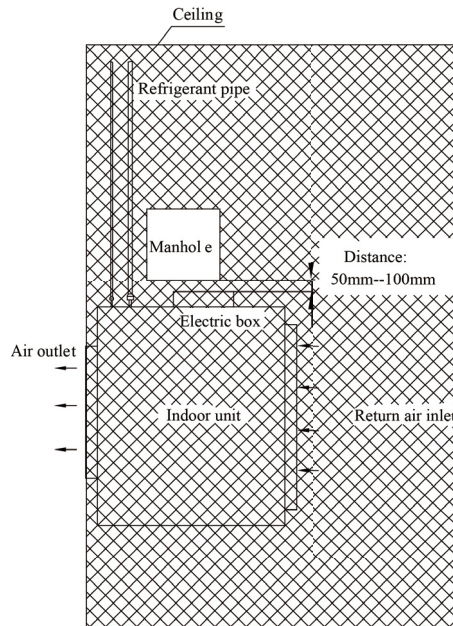 Ceiling
Refrigerant pipe
Manhol e
Distance:
50mm--100mm
Electric box
Air outlet
Indoor unit
Return air inlet